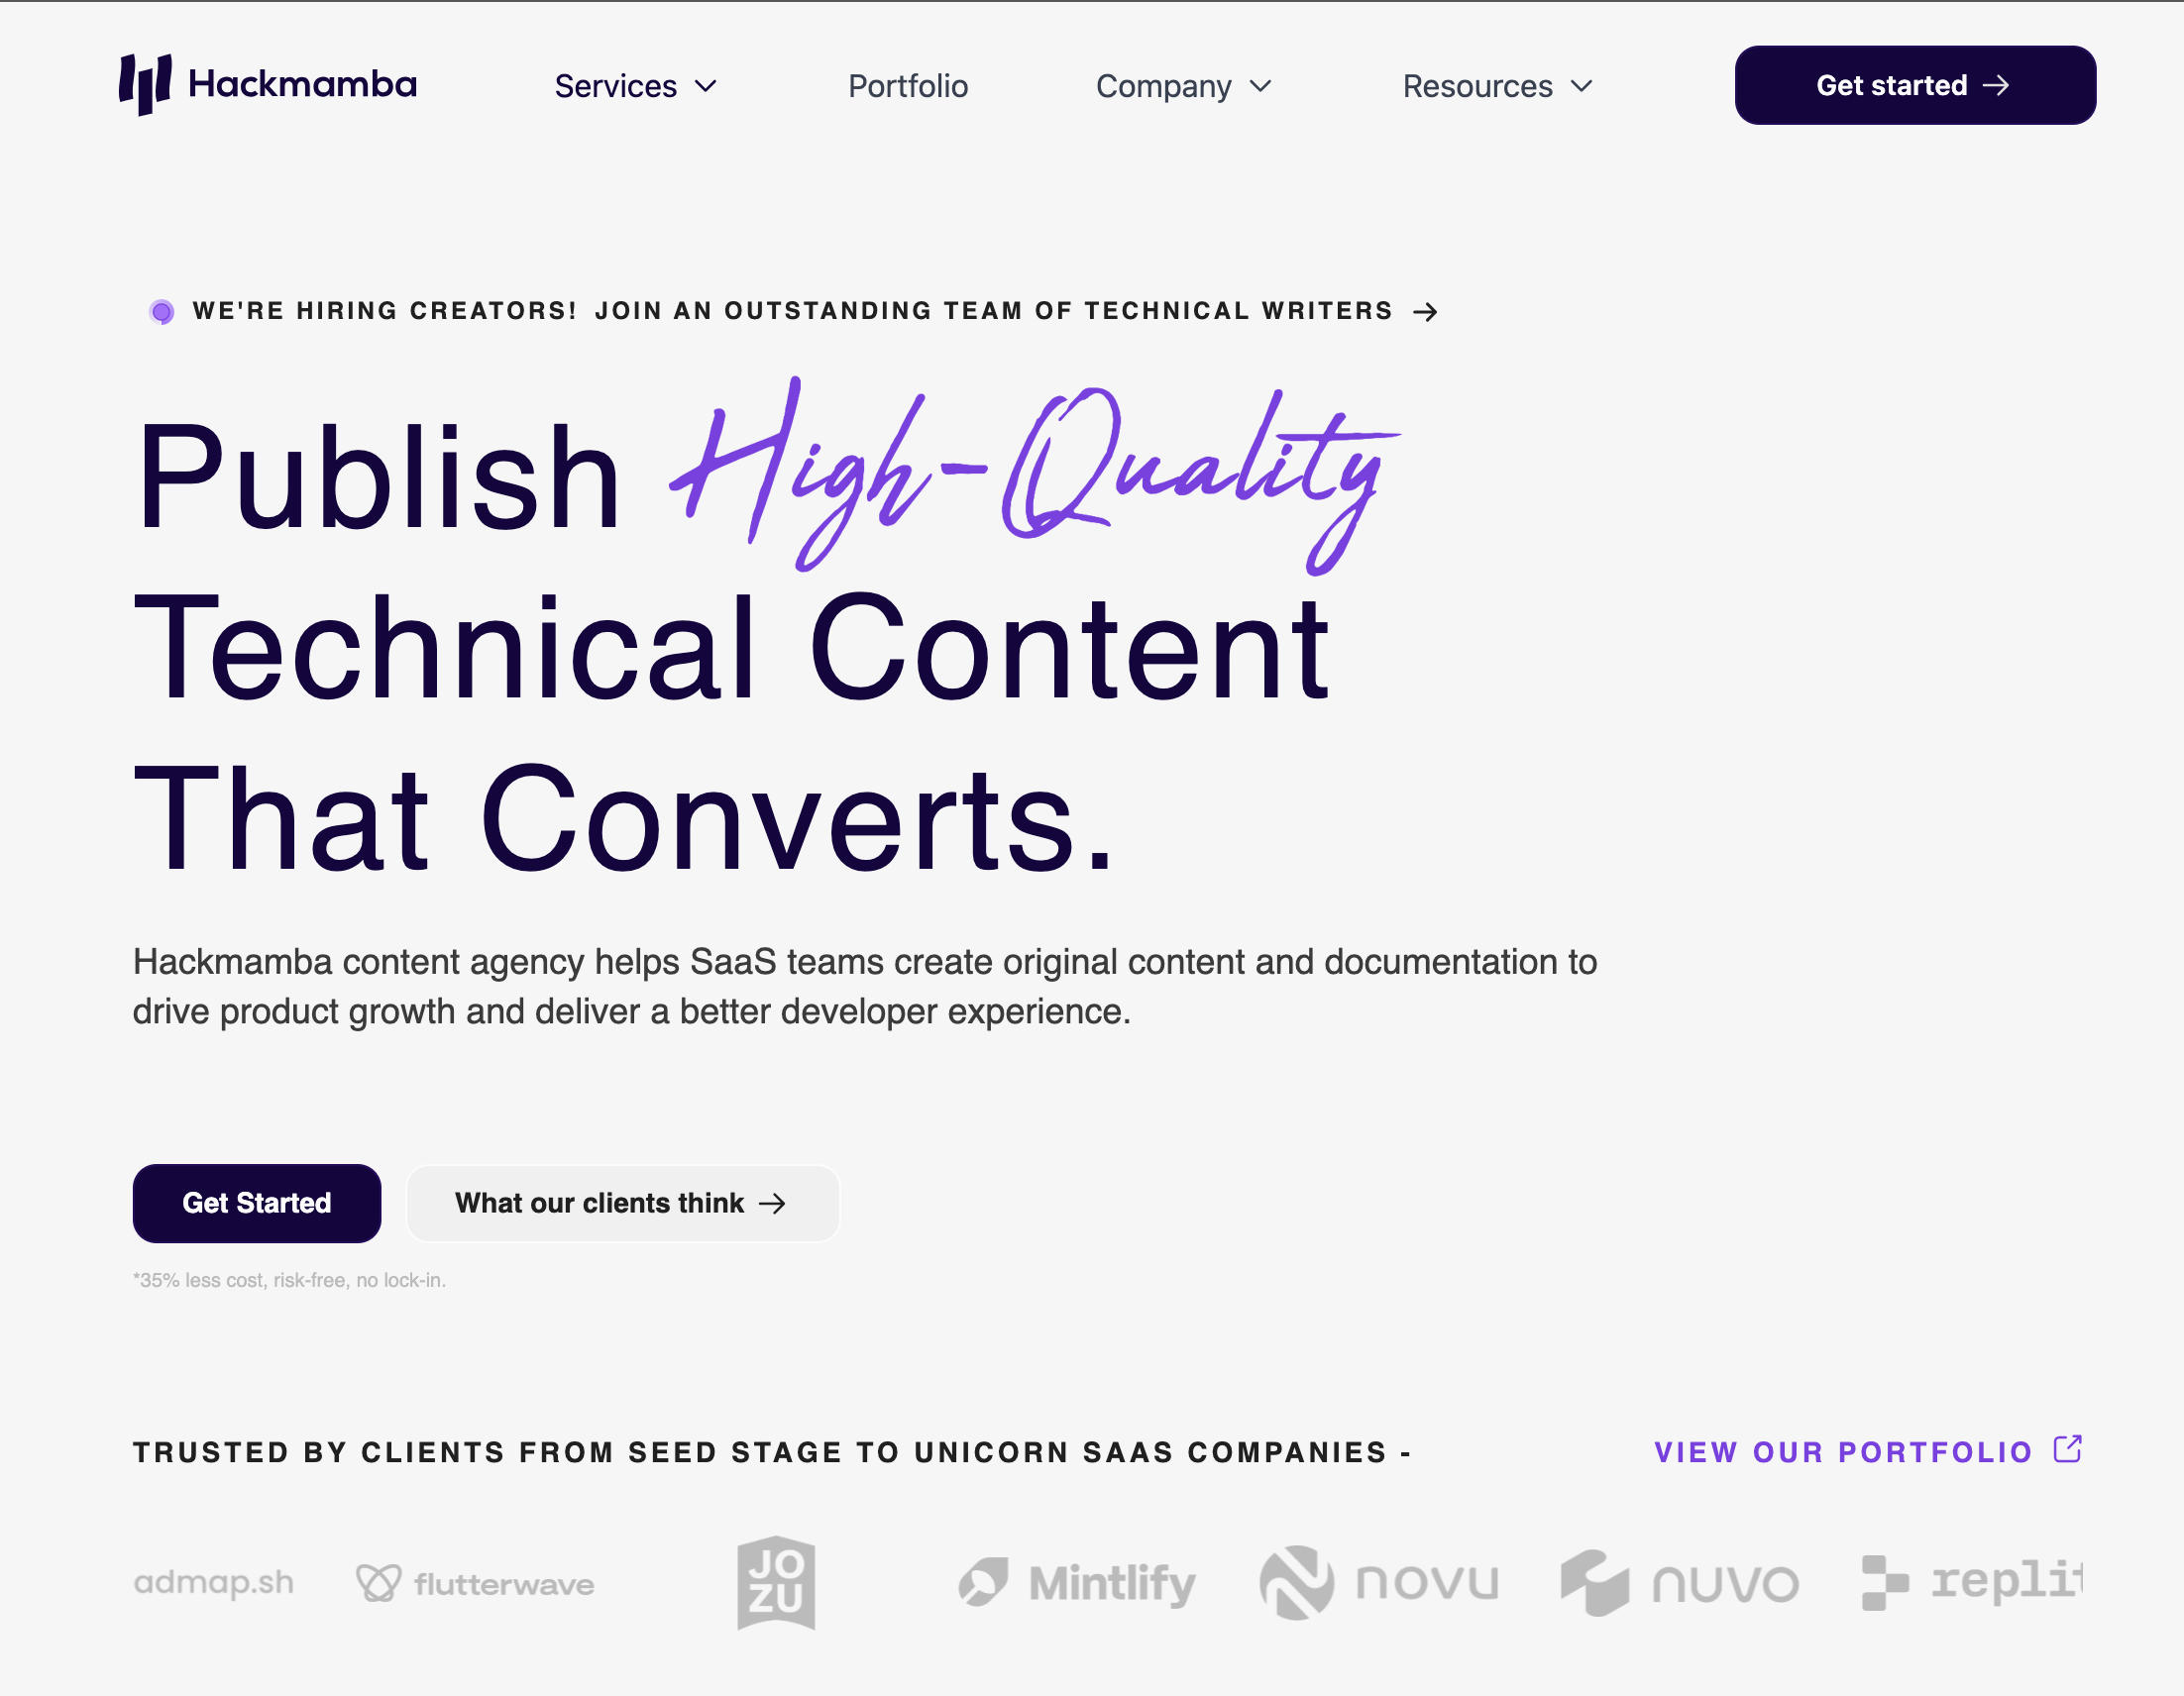 Hackmamba
Services
Portfolio
Company
Resources
Get started →
WE'RE HIRING CREATORS! JOIN AN OUTSTANDING TEAM OF TECHNICAL WRITERS →
Publish High-Quality
Technical Content
That Converts.
Hackmamba content agency helps SaaS teams create original content and documentation to
drive product growth and deliver a better developer experience.
Get Started
What our clients think →
*35% less cost, risk-free, no lock-in.
TRUSTED BY CLIENTS FROM SEED STAGE TO UNICORN SAAS COMPANIES -
VIEW OUR PORTFOLIO
admap.sh
flutterwave
JO
ZU
Mintlify
novu
nuvo
replit